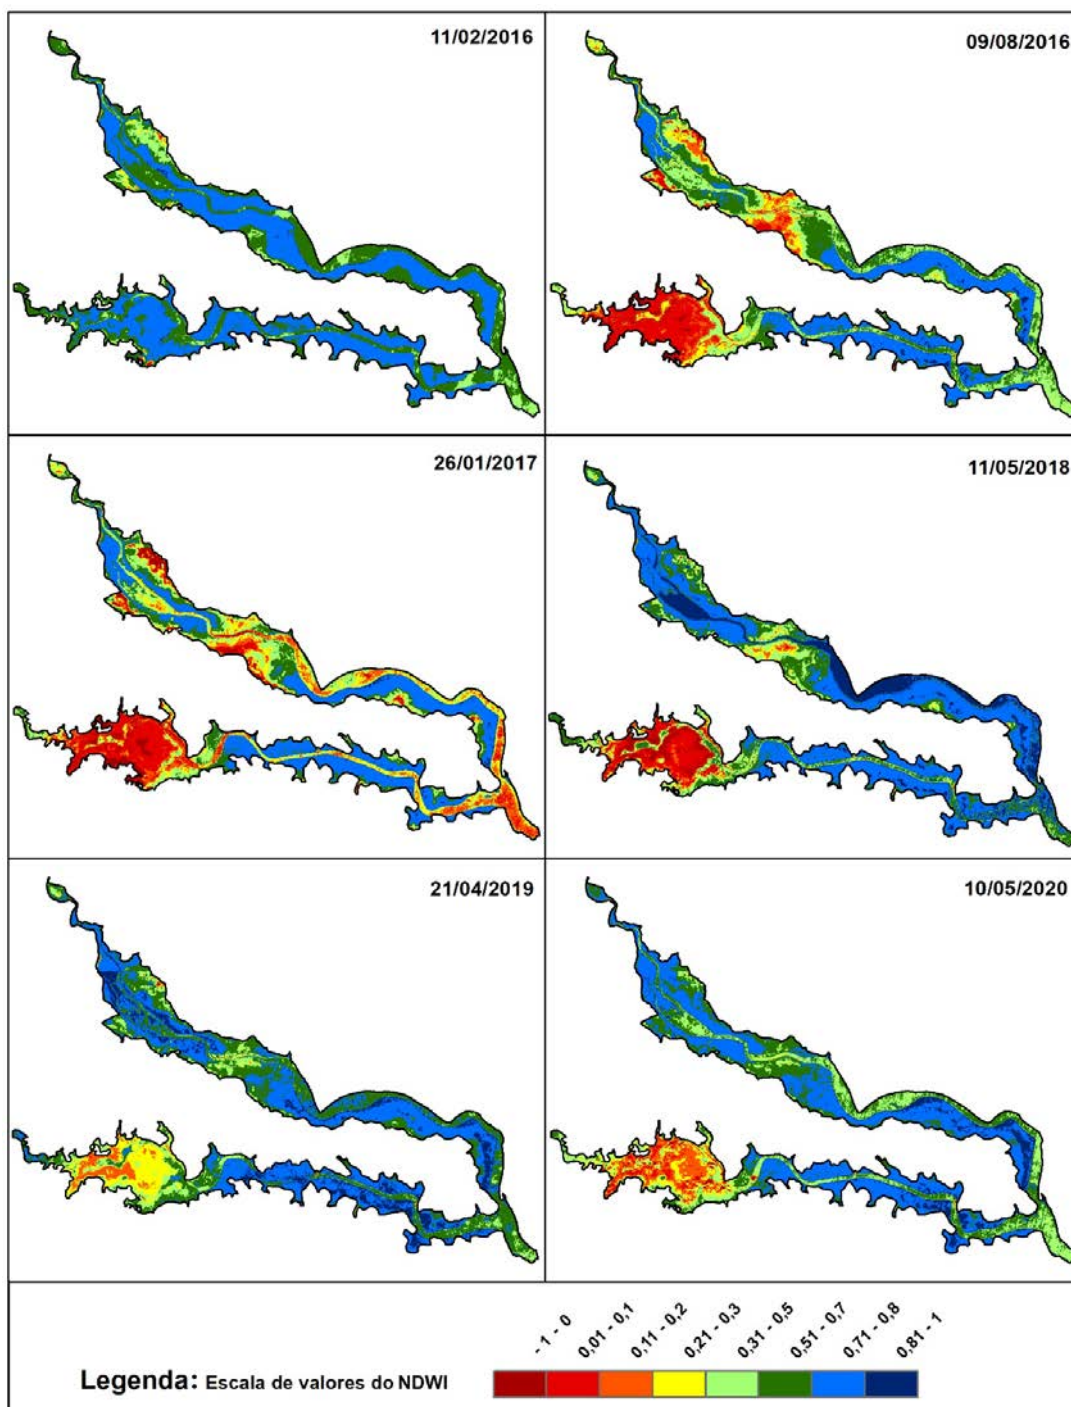 11/02/2016
09/08/2016
26/01/2017
11/05/2018
21/04/2019
10/05/2020
Legenda: Escala de valores do NDWI
- 1 - 0
0,01 - 0,1
0,11 - 0,2
0,21 - 0,3
0,31 - 0,5
0,51 - 0,7
0,71 - 0,8
0,81 - 1